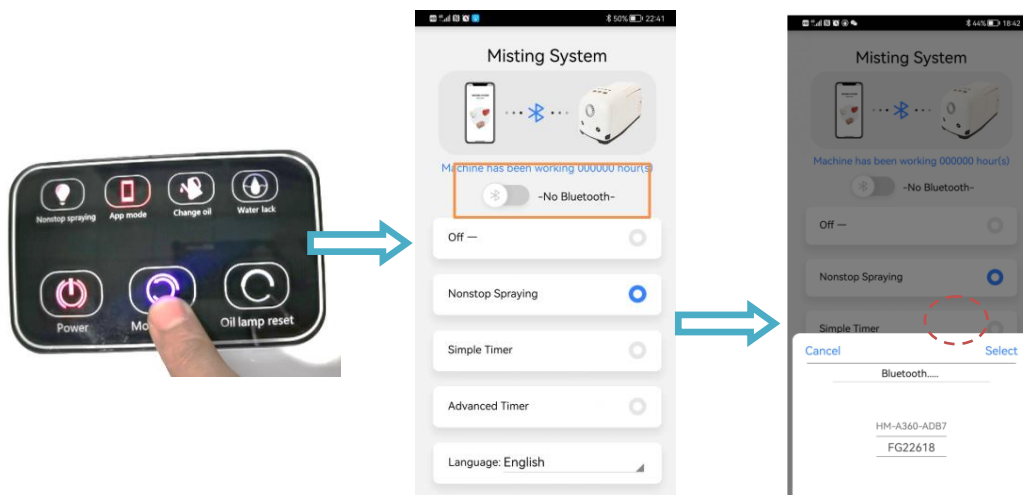 Nonstop spraying
App mode
Change oil
Water lack
Power
Mo
Oil lamp reset
50% 22:41
Misting System
Machine has been working 000000 hour(s)
-No Bluetooth-
Off —
Nonstop Spraying
Simple Timer
Advanced Timer
Language: English
44% 18:42
Misting System
Machine has been working 000000 hour(s)
-No Bluetooth-
Off —
Nonstop Spraying
Simple Timer
Cancel
Select
Bluetooth.....
HM-A360-ADB7
FG22618